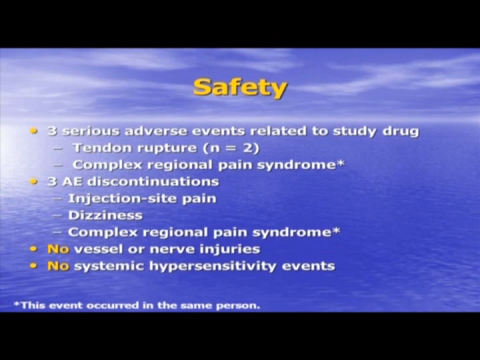 Safety
• 3 serious adverse events related to study drug
– Tendon rupture (n = 2)
– Complex regional pain syndrome*
• 3 AE discontinuations
– Injection-site pain
– Dizziness
– Complex regional pain syndrome*
• No vessel or nerve injuries
• No systemic hypersensitivity events
*This event occurred in the same person.